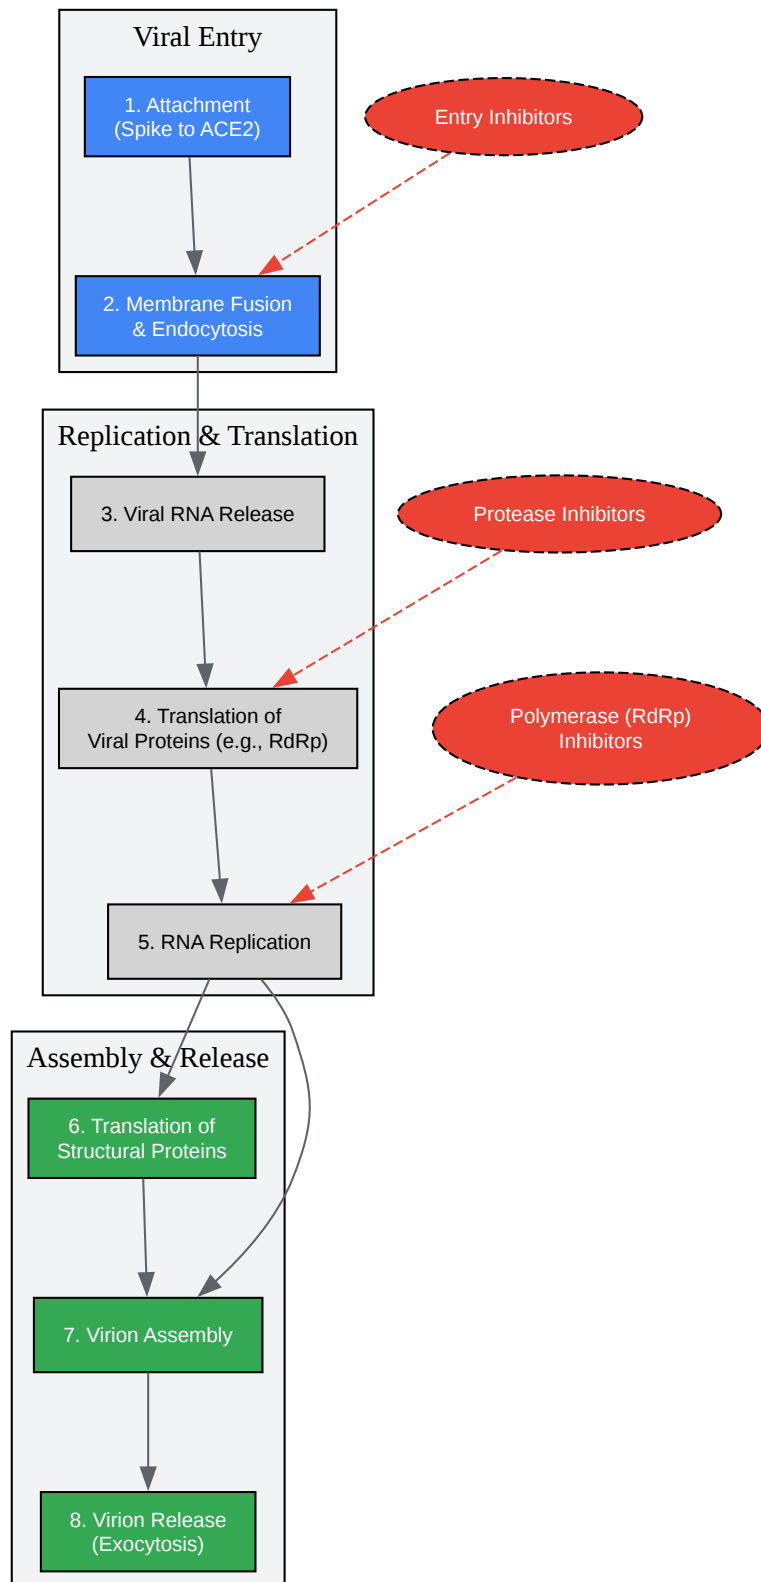 Viral Entry
1. Attachment
(Spike to ACE2)
Entry Inhibitors
2. Membrane Fusion
& Endocytosis
Replication & Translation
3. Viral RNA Release
Protease Inhibitors
4. Translation of
Viral Proteins (e.g., RdRp)
Polymerase (RdRp)
Inhibitors
5. RNA Replication
Assembly & Release
6. Translation of
Structural Proteins
7. Virion Assembly
8. Virion Release
(Exocytosis)